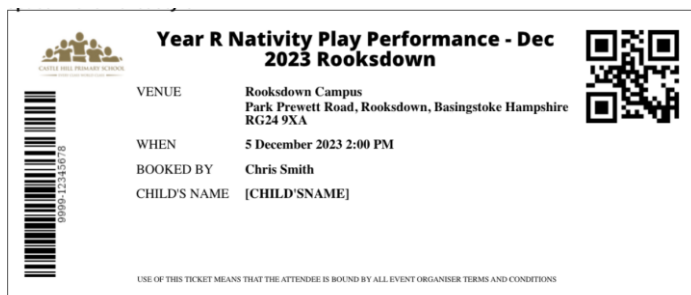 Year R Nativity Play Performance - Dec
2023 Rooksdown
CASTLE HILL PRIMARY SCHOOL
VENUE Rooksdown Campus
Park Prewett Road, Rooksdown, Basingstoke Hampshire
RG24 9XA
WHEN 5 December 2023 2:00 PM
BOOKED BY Chris Smith
CHILD'S NAME [CHILD'SNAME]
9999-12345678
USE OF THIS TICKET MEANS THAT THE ATTENDEE IS BOUND BY ALL EVENT ORGANISER TERMS AND CONDITIONS